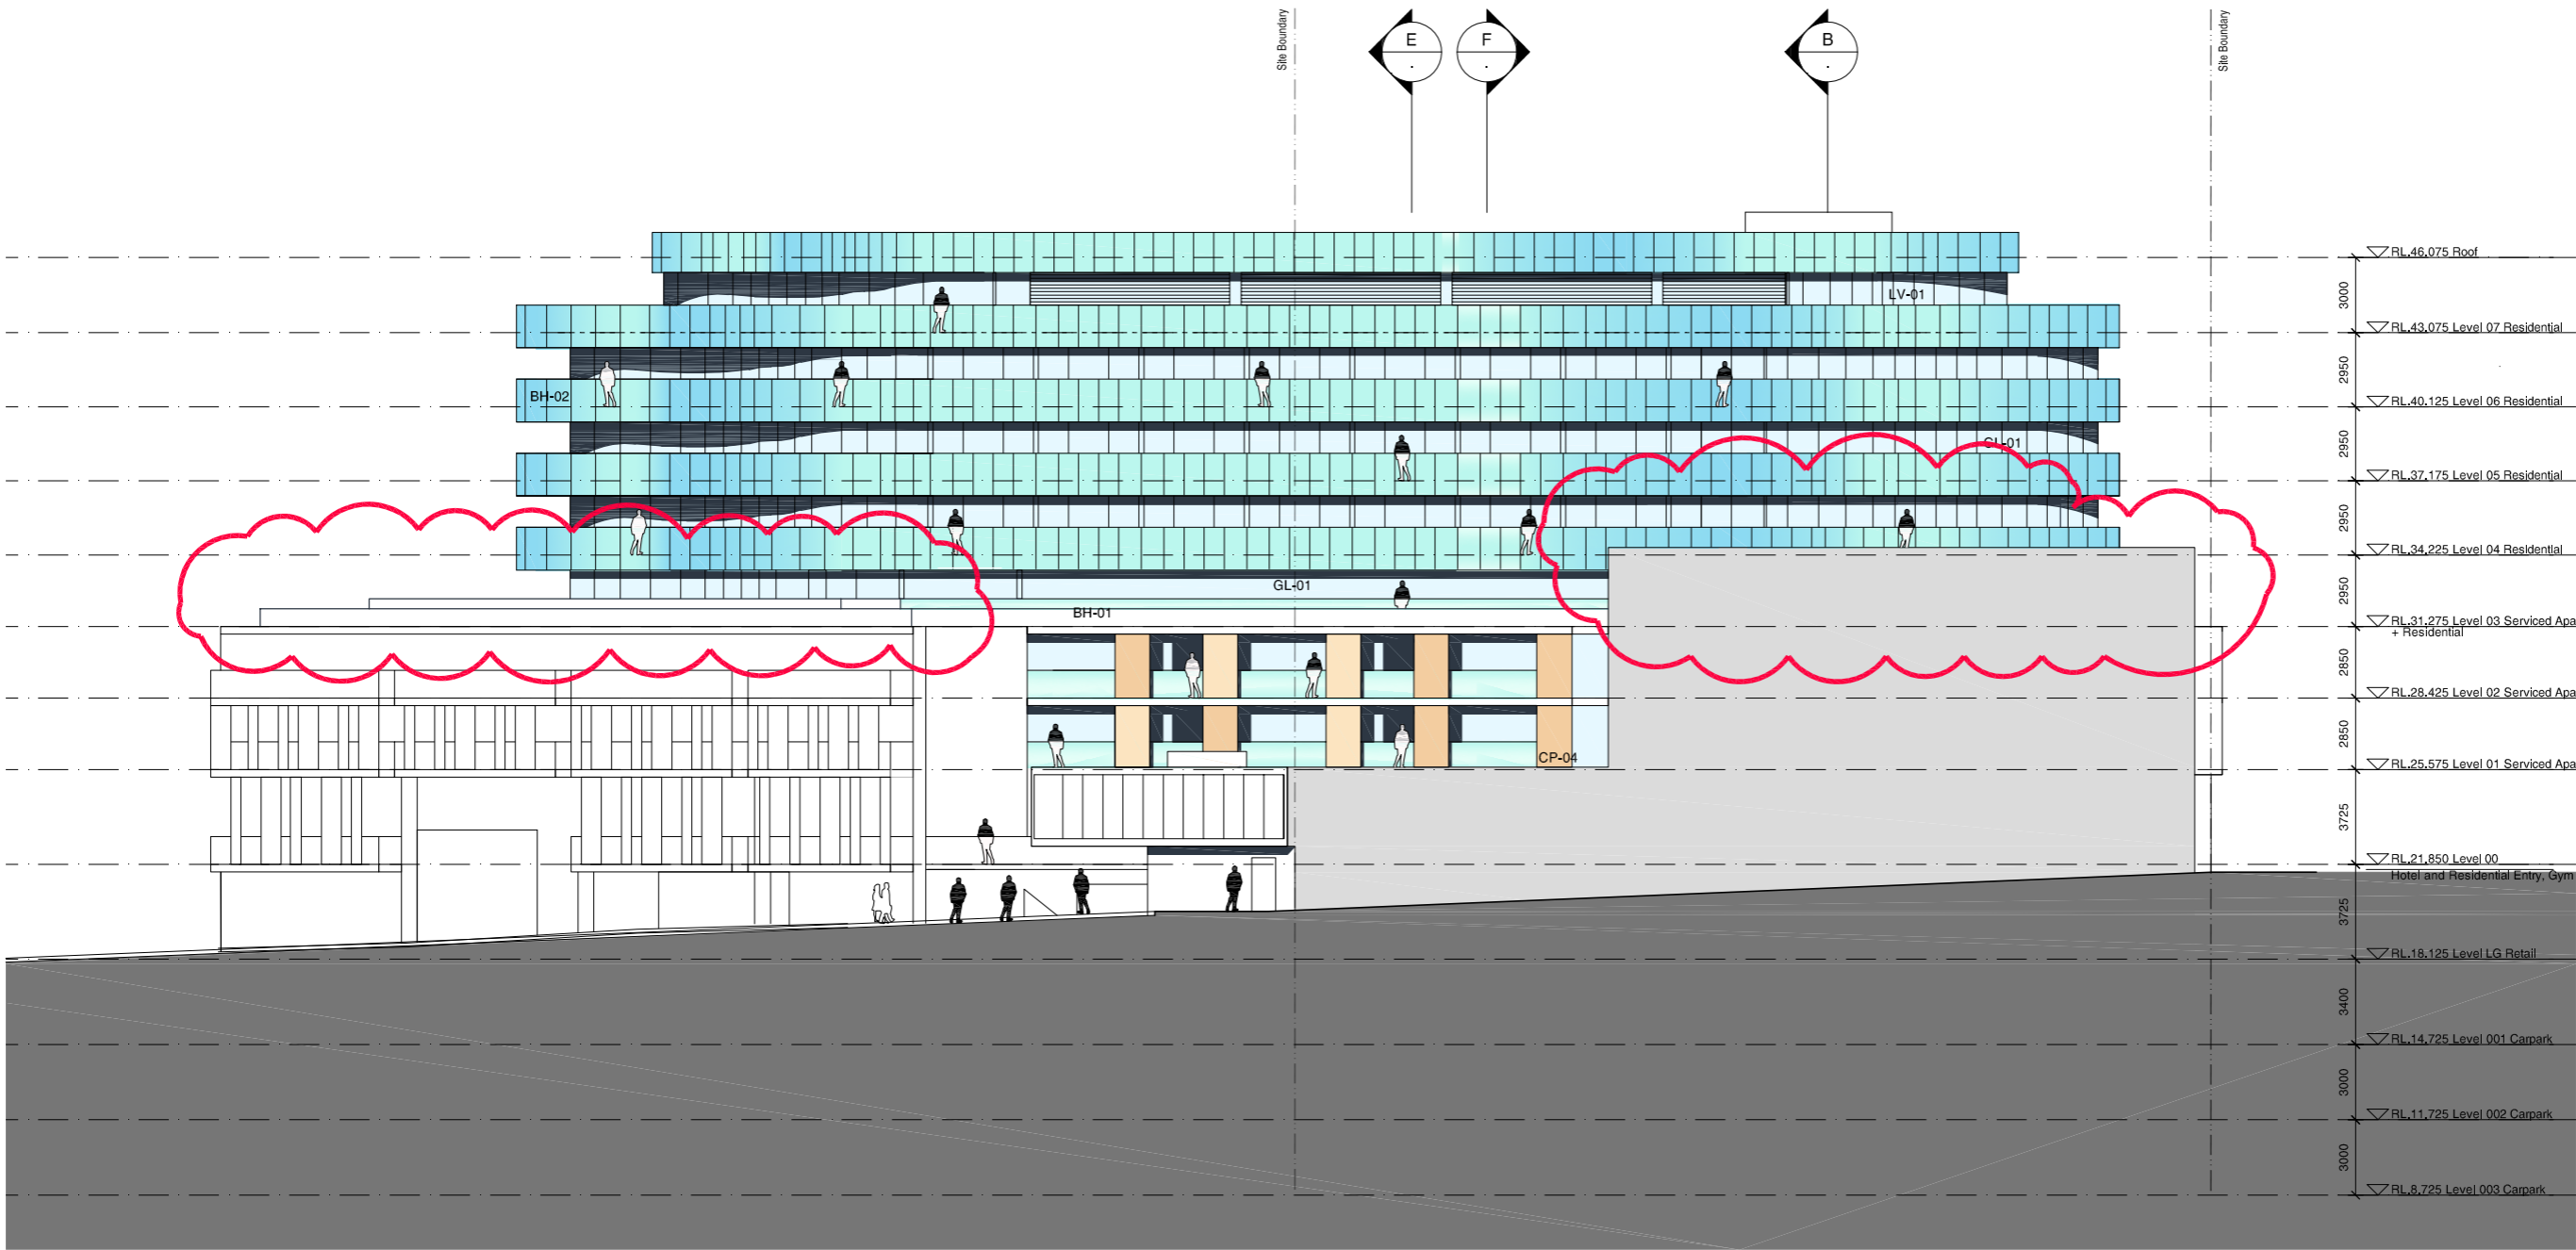 Site Boundary
E
F
B
Site Boundary
RL.46.075 Roof
3000
LV-01
RL.43.075 Level 07 Residential
2950
BH-02
RL.40.125 Level 06 Residential
2950
GL-01
RL.37.175 Level 05 Residential
2950
RL.34.225 Level 04 Residential
2950
GL-01
BH-01
RL.31.275 Level 03 Serviced Apa
+ Residential
2850
RL.28.425 Level 02 Serviced Apa
2850
CP-04
RL.25.575 Level 01 Serviced Apa
3725
RL.21.850 Level 00
Hotel and Residential Entry, Gym
3725
RL.18.125 Level LG Retail
3400
RL.14.725 Level 001 Carpark
3000
RL.11.725 Level 002 Carpark
3000
RL.8.725 Level 003 Carpark